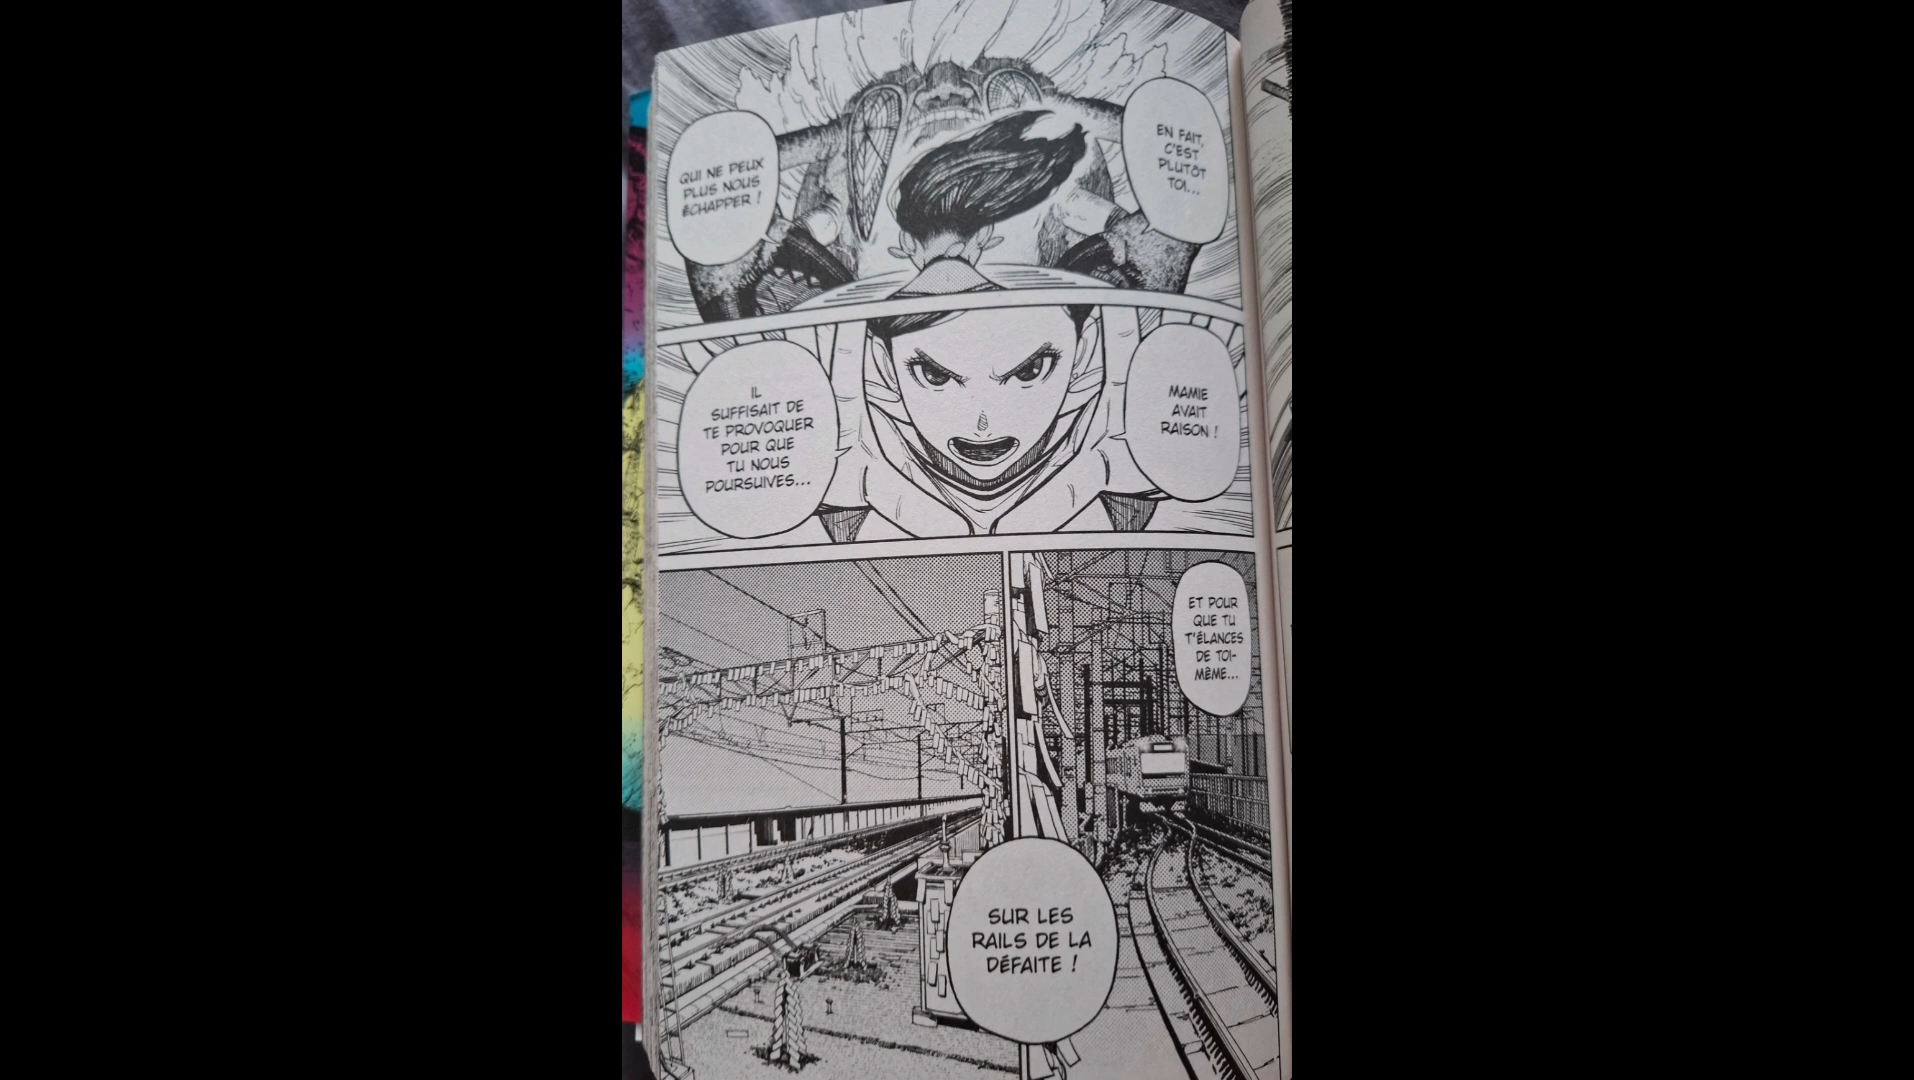 EN FAIT,
C'EST
PLUTÔT
TOI...
QUI NE PEUX
PLUS NOUS
ÉCHAPPER !
MAMIE
AVAIT
RAISON !
IL
SUFFISAIT DE
TE PROVOQUER
POUR QUE
TU NOUS
POURSUIVES...
ET POUR
QUE TU
T'ÉLANCES
DE TOI-
MÊME...
SUR LES
RAILS DE LA
DÉFAITE !